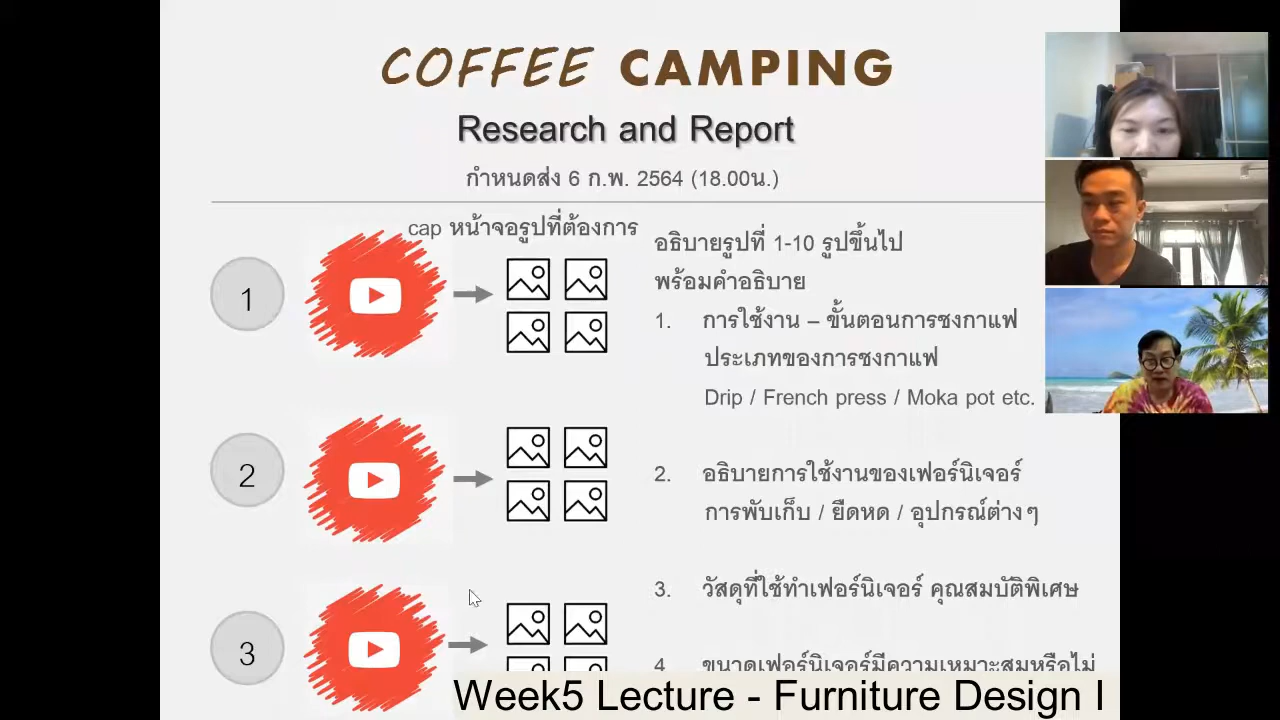 COFFEE CAMPING
Research and Report
กำหนดส่ง 6 ก.พ. 2564 (18.00น.)
cap หน้าจอรูปที่ต้องการ
1
อธิบายรูปที่ 1-10 รูปขึ้นไป
พร้อมคำอธิบาย
1. การใช้งาน – ขั้นตอนการชงกาแฟ
ประเภทของการชงกาแฟ
Drip / French press / Moka pot etc.
2
2. อธิบายการใช้งานของเฟอร์นิเจอร์
การพับเก็บ / ยืดหด / อุปกรณ์ต่างๆ
3
3. วัสดุที่ใช้ทำเฟอร์นิเจอร์ คุณสมบัติพิเศษ
4. ขนาดเฟอร์นิเจอร์มีความเหมาะสมหรือไม่
Week5 Lecture - Furniture Design I